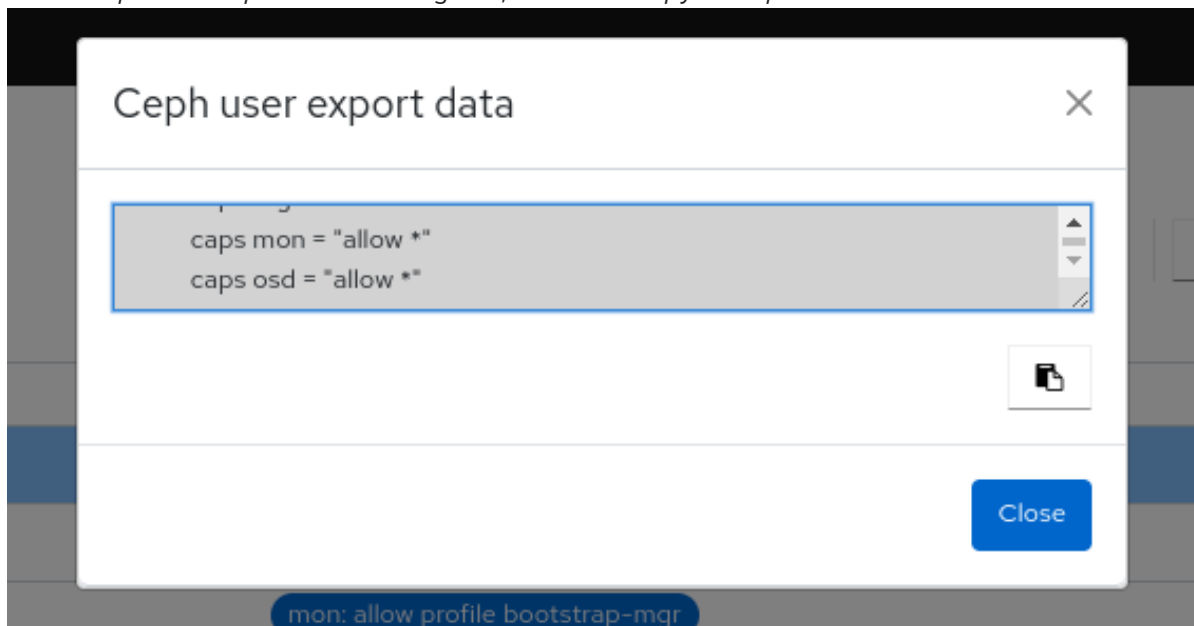 Ceph user export data
caps mon = "allow *"
caps osd = "allow *"
Close
mon: allow profile bootstrap-mgr